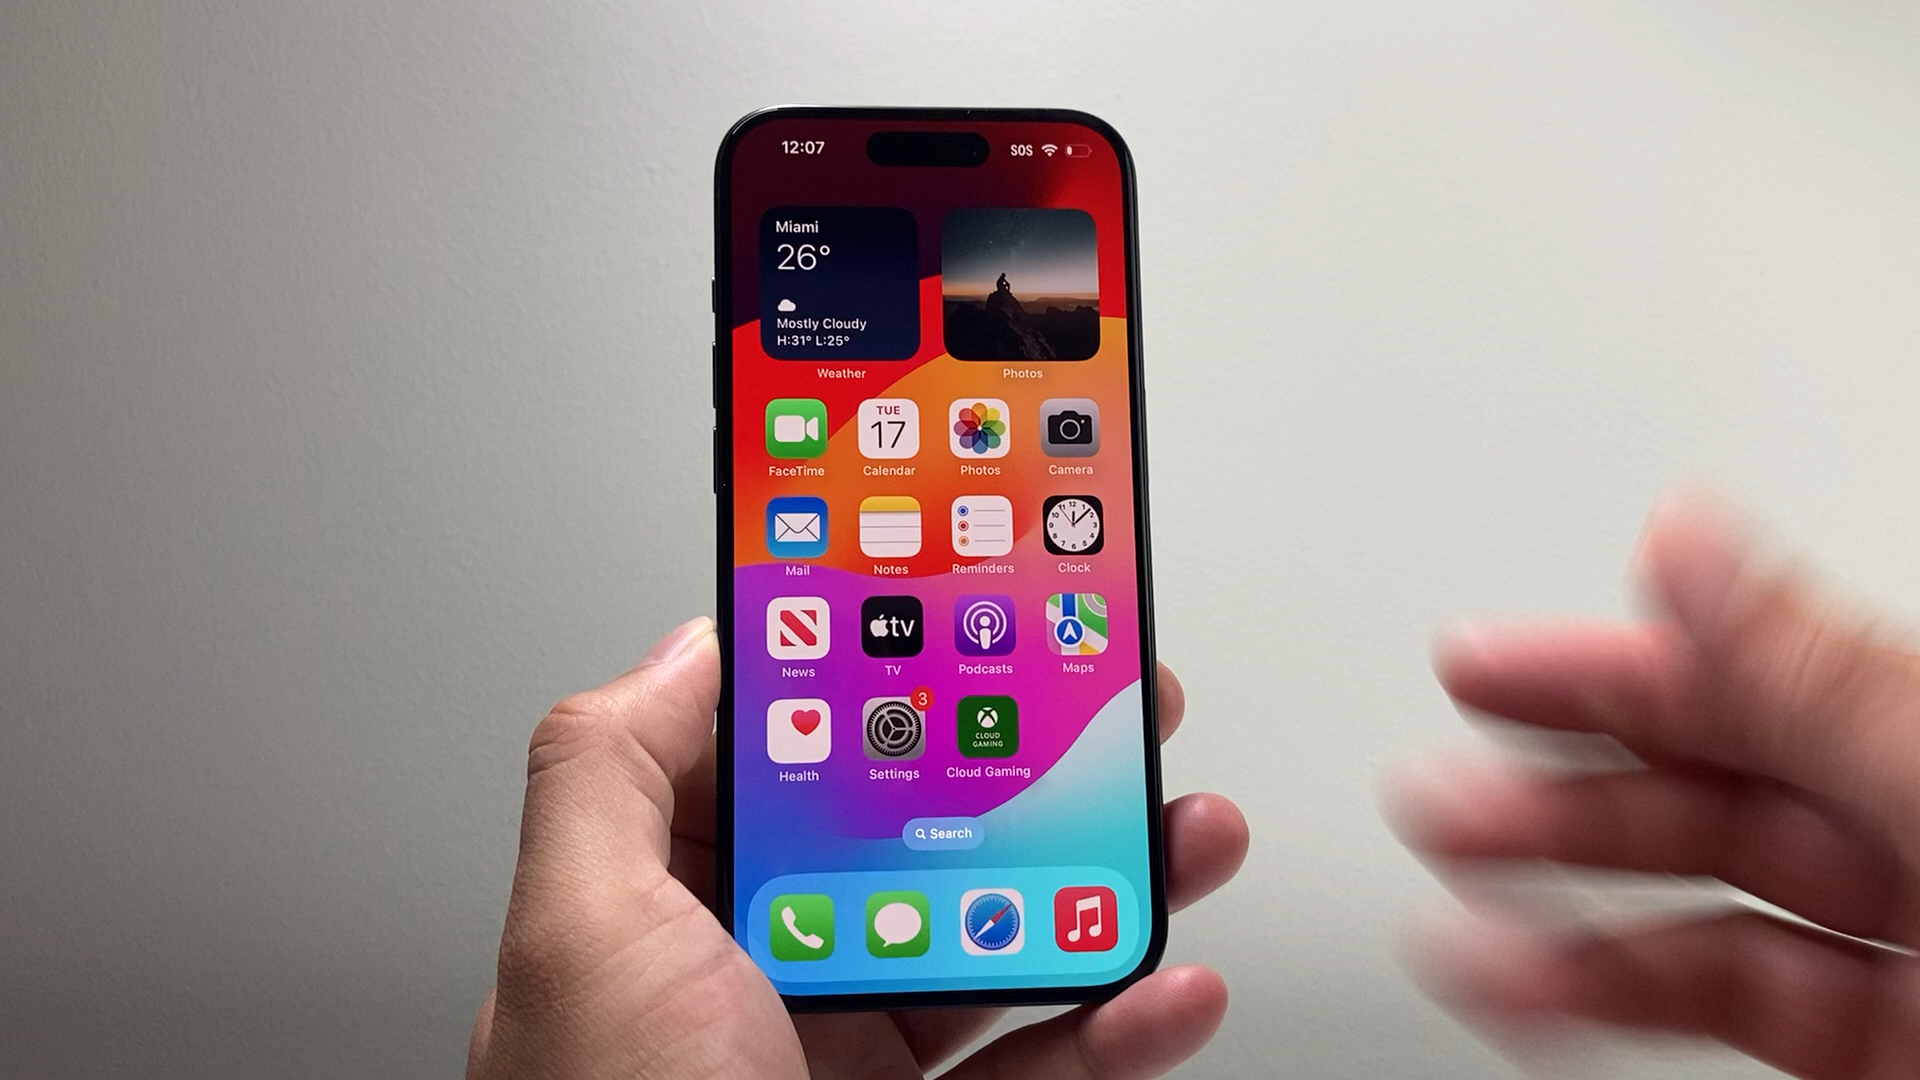 12:07
SOS
Miami
26°
Mostly Cloudy
H:31° L:25°
Weather
Photos
TUE
17
FaceTime
Calendar
Photos
Camera
Mail
Notes
Reminders
Clock
tv
News
TV
Podcasts
Maps
3
CLOUD
GAMING
Health
Settings
Cloud Gaming
Search